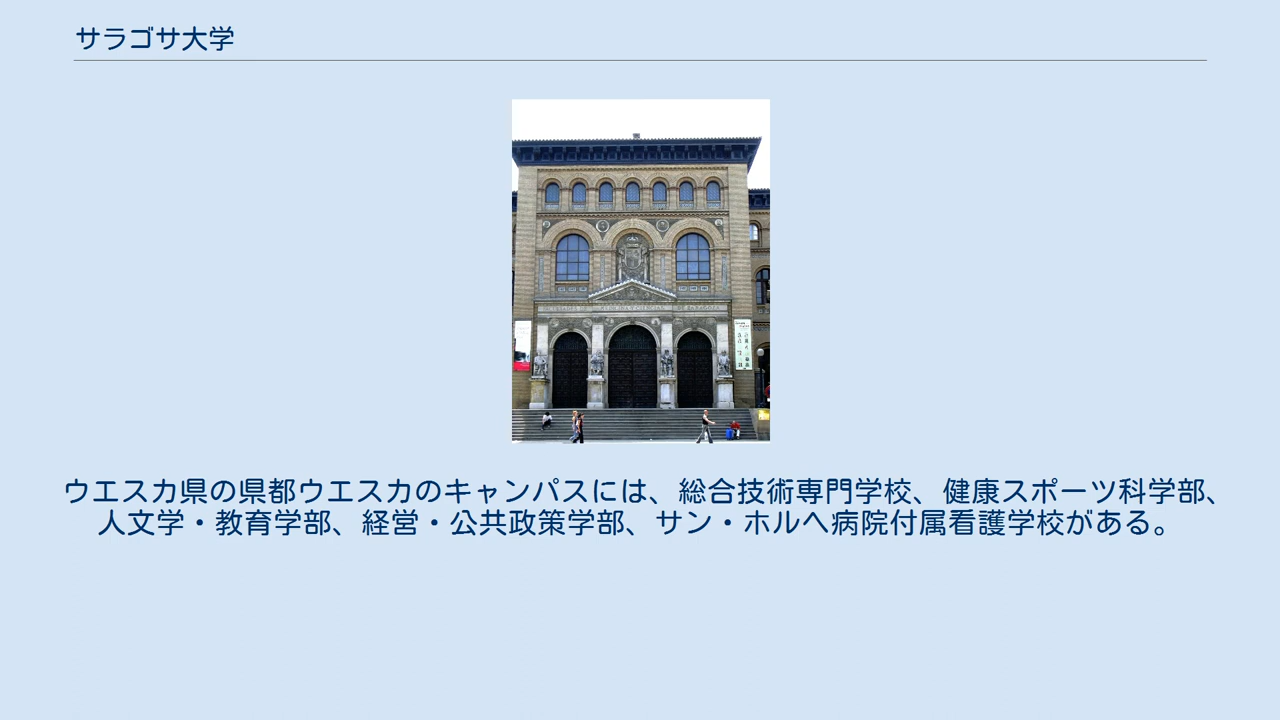 サラゴサ大学
ウエスカ県の県都ウエスカのキャンパスには、総合技術専門学校、健康スポーツ科学部、
人文学・教育学部、経営・公共政策学部、サン・ホルヘ病院付属看護学校がある。